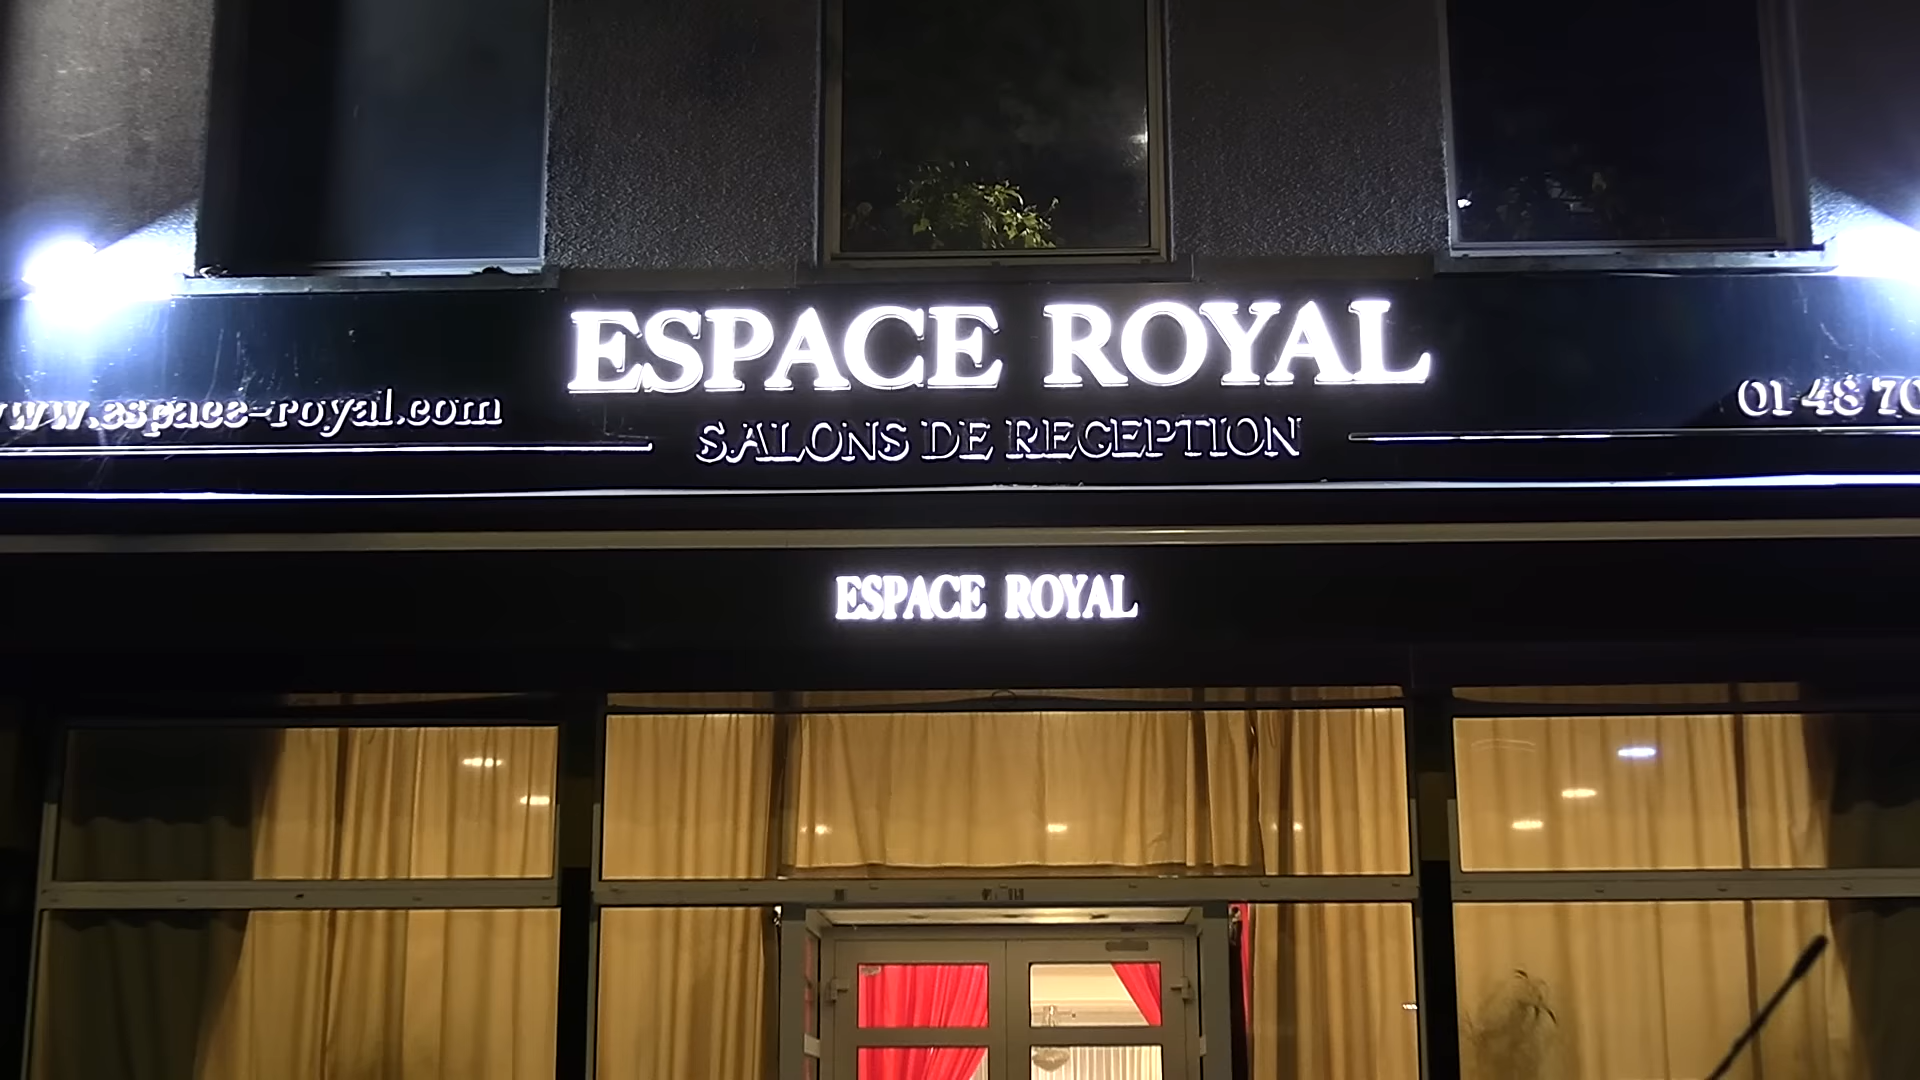 ESPACE ROYAL
www.espace-royal.com
SALONS DE RECEPTION
01 48 70
ESPACE ROYAL